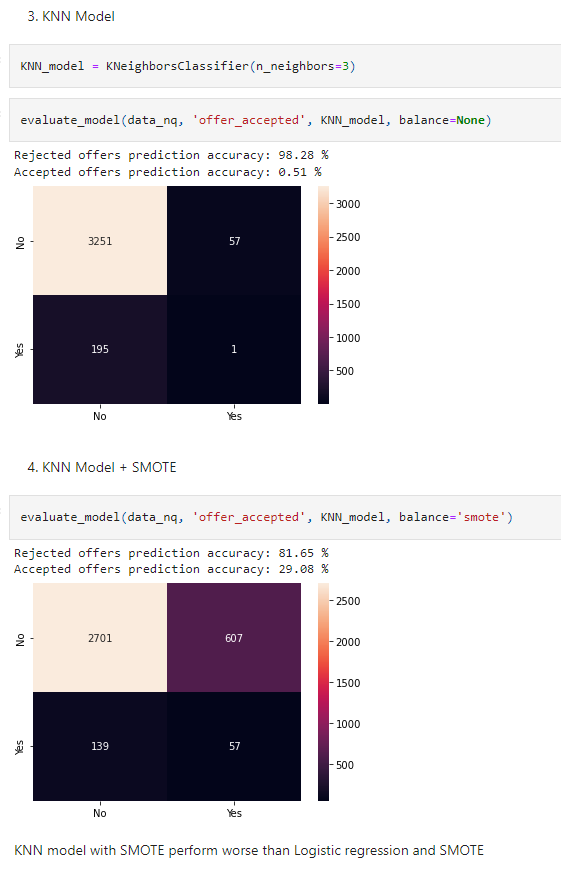 3. KNN Model
KNN_model = KNeighborsClassifier(n_neighbors=3)
evaluate_model(data_nq, 'offer_accepted', KNN_model, balance=None)
Rejected offers prediction accuracy: 98.28 %
Accepted offers prediction accuracy: 0.51 %
No 3251 57
Yes 195 1
No Yes
3000
2500
2000
1500
1000
500
4. KNN Model + SMOTE
evaluate_model(data_nq, 'offer_accepted', KNN_model, balance='smote')
Rejected offers prediction accuracy: 81.65 %
Accepted offers prediction accuracy: 29.08 %
No 2701 607
Yes 139 57
No Yes
2500
2000
1500
1000
500
KNN model with SMOTE perform worse than Logistic regression and SMOTE